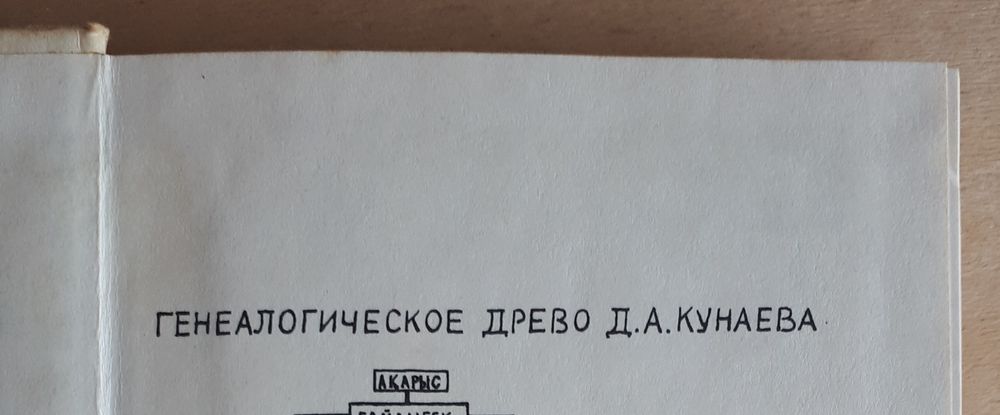 ГЕНЕАЛОГИЧЕСКОЕ ДРЕВО Д.А.КУНАЕВА
АКАРЫС